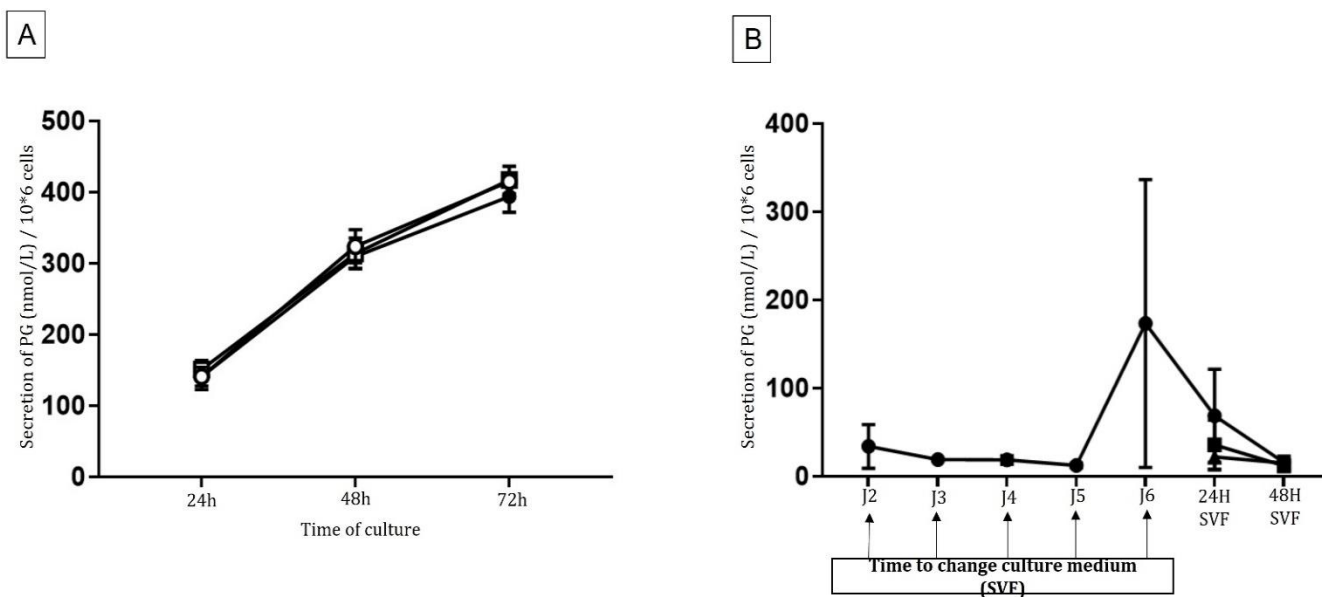 A
Secretion of PG (nmol/L) / 10*6 cells
500
400
300
200
100
0
24h
48h
72h
Time of culture
B
Secretion of PG (nmol/L) / 10*6 cells
400
300
200
100
0
J2
J3
J4
J5
J6
24H
SVF
48H
SVF
Time to change culture medium
(SVF)